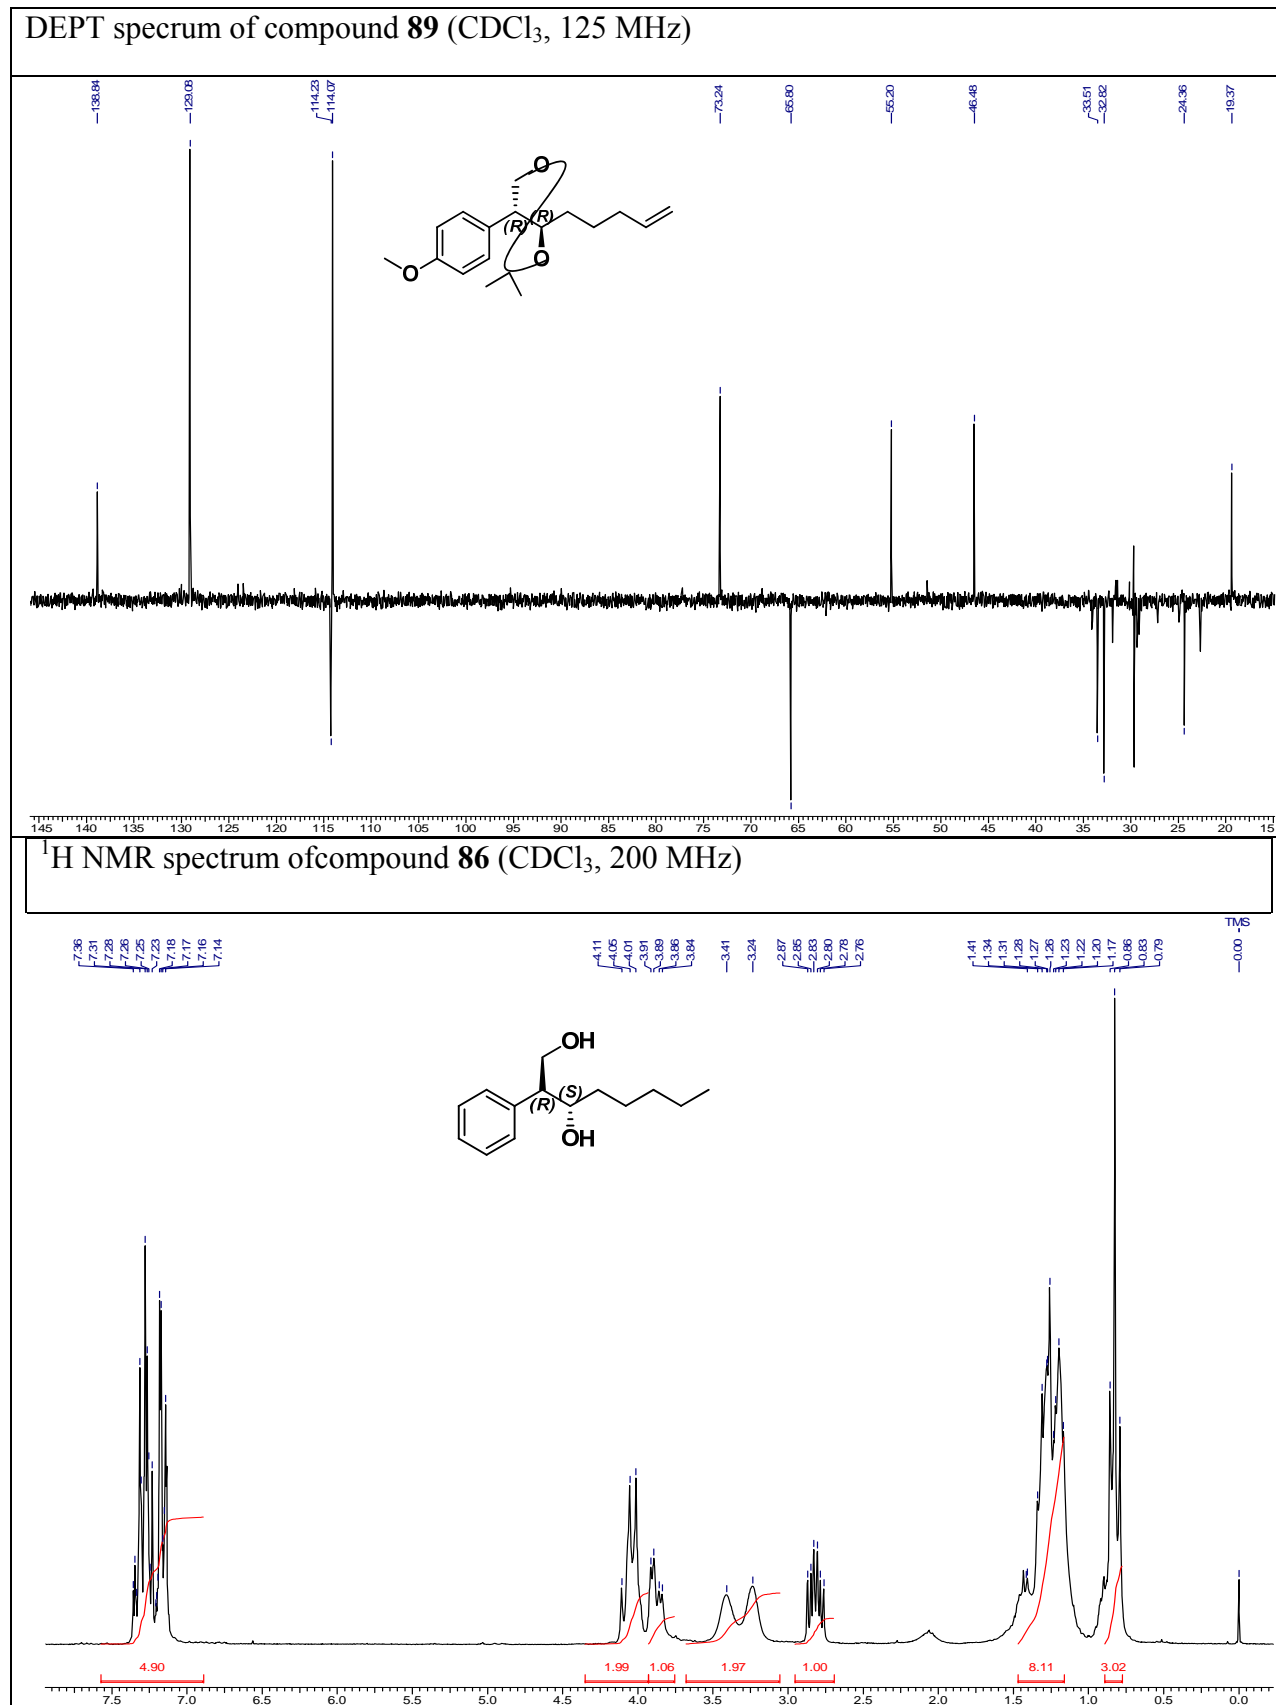 DEPT specrum of compound 89 (CDCl₃, 125 MHz)
138.84 129.08 114.23 114.07 73.24 65.80 55.20 46.48 33.51 32.82 24.36 19.37
O
(R) (R)
O
O
145 140 135 130 125 120 115 110 105 100 95 90 85 80 75 70 65 60 55 50 45 40 35 30 25 20 15
¹H NMR spectrum ofcompound 86 (CDCl₃, 200 MHz)
TMS
7.36 7.31 7.28 7.26 7.25 7.23 7.18 7.17 7.16 7.14 4.11 4.05 4.01 3.91 3.89 3.86 3.84 3.41 3.24 2.87 2.85 2.83 2.80 2.78 2.76 1.41 1.34 1.31 1.28 1.27 1.26 1.23 1.22 1.20 1.17 0.86 0.83 0.79 0.00
OH
(S)
(R)
OH
4.90 1.99 1.06 1.97 1.00 8.11 3.02
7.5 7.0 6.5 6.0 5.5 5.0 4.5 4.0 3.5 3.0 2.5 2.0 1.5 1.0 0.5 0